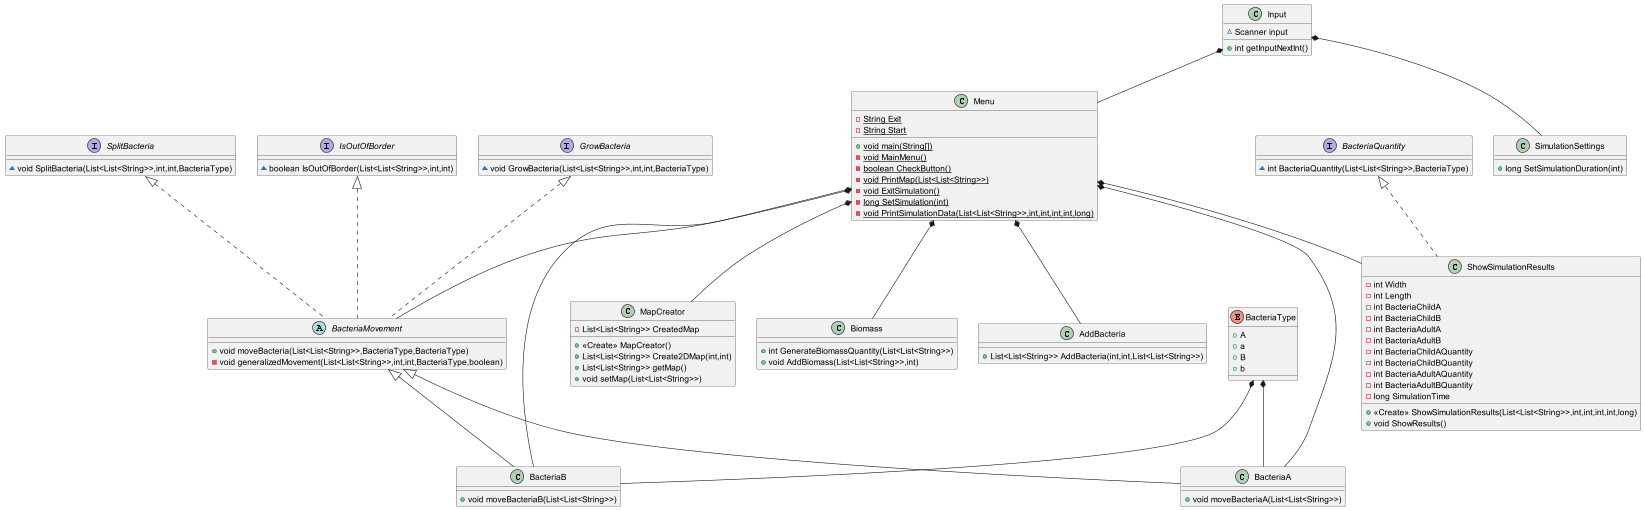 C Input
Scanner input
int getInputNextInt()
C Menu
String Exit
String Start
void main(String[])
void MainMenu()
boolean CheckButton()
void PrintMap(List<List<String>>)
void ExitSimulation()
long SetSimulation(int)
void PrintSimulationData(List<List<String>>,int,int,int,int,long)
I SplitBacteria
void SplitBacteria(List<List<String>>,int,int,BacteriaType)
I IsOutOfBorder
boolean IsOutOfBorder(List<List<String>>,int,int)
I GrowBacteria
void GrowBacteria(List<List<String>>,int,int,BacteriaType)
I BacteriaQuantity
int BacteriaQuantity(List<List<String>>,BacteriaType)
C SimulationSettings
long SetSimulationDuration(int)
A BacteriaMovement
void moveBacteria(List<List<String>>,BacteriaType,BacteriaType)
void generalizedMovement(List<List<String>>,int,int,BacteriaType,boolean)
C MapCreator
List<List<String>> CreatedMap
«Create» MapCreator()
List<List<String>> Create2DMap(int,int)
List<List<String>> getMap()
void setMap(List<List<String>>)
C Biomass
int GenerateBiomassQuantity(List<List<String>>)
void AddBiomass(List<List<String>>,int)
C AddBacteria
List<List<String>> AddBacteria(int,int,List<List<String>>)
E BacteriaType
A
a
B
b
C ShowSimulationResults
int Width
int Length
int BacteriaChildA
int BacteriaChildB
int BacteriaAdultA
int BacteriaAdultB
int BacteriaChildAQuantity
int BacteriaChildBQuantity
int BacteriaAdultAQuantity
int BacteriaAdultBQuantity
long SimulationTime
«Create» ShowSimulationResults(List<List<String>>,int,int,int,int,long)
void ShowResults()
C BacteriaB
void moveBacteriaB(List<List<String>>)
C BacteriaA
void moveBacteriaA(List<List<String>>)